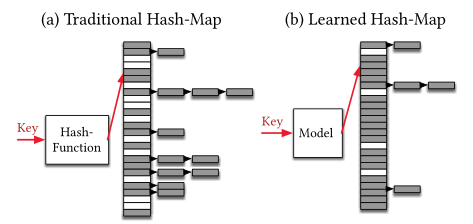 (a) Traditional Hash-Map
(b) Learned Hash-Map
Key
Hash-
Function
Key
Model